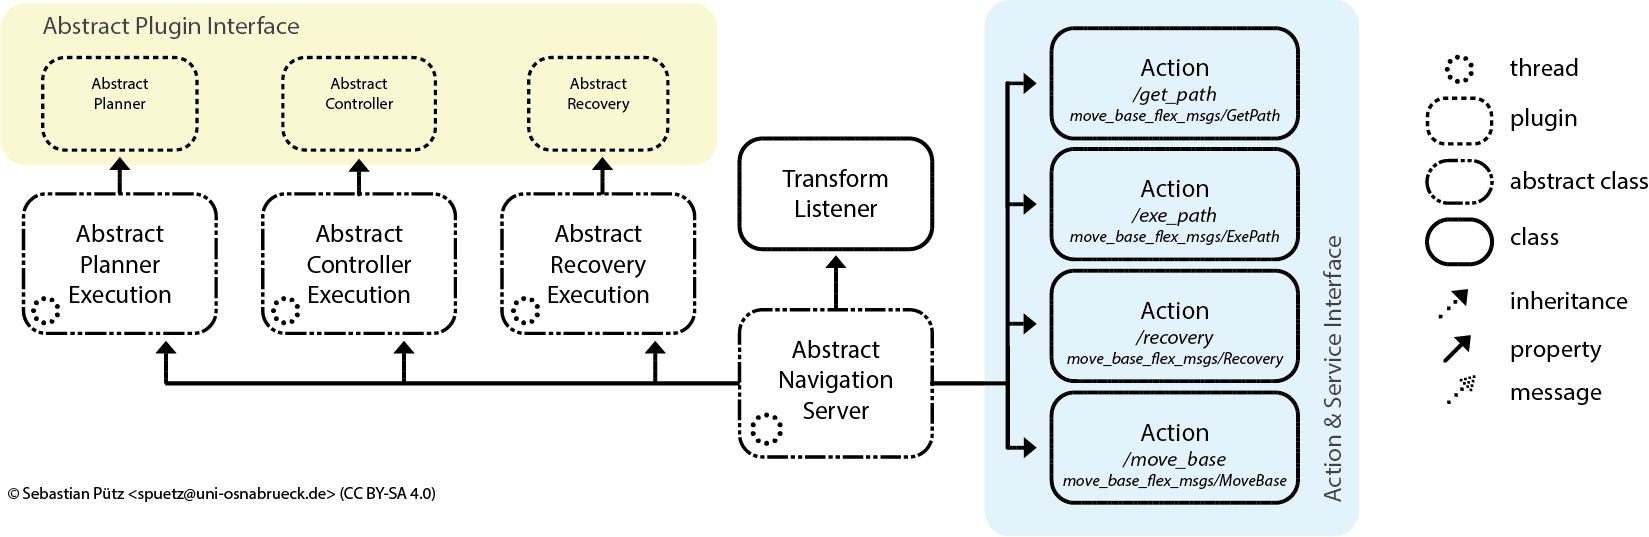 Abstract Plugin Interface
Abstract
Planner
Abstract
Controller
Abstract
Recovery
Abstract
Planner
Execution
Abstract
Controller
Execution
Abstract
Recovery
Execution
Transform
Listener
Abstract
Navigation
Server
Action
/get_path
move_base_flex_msgs/GetPath
Action
/exe_path
move_base_flex_msgs/ExePath
Action
/recovery
move_base_flex_msgs/Recovery
Action
/move_base
move_base_flex_msgs/MoveBase
Action & Service Interface
thread
plugin
abstract class
class
inheritance
property
message
© Sebastian Pütz <spuetz@uni-osnabrueck.de> (CC BY-SA 4.0)